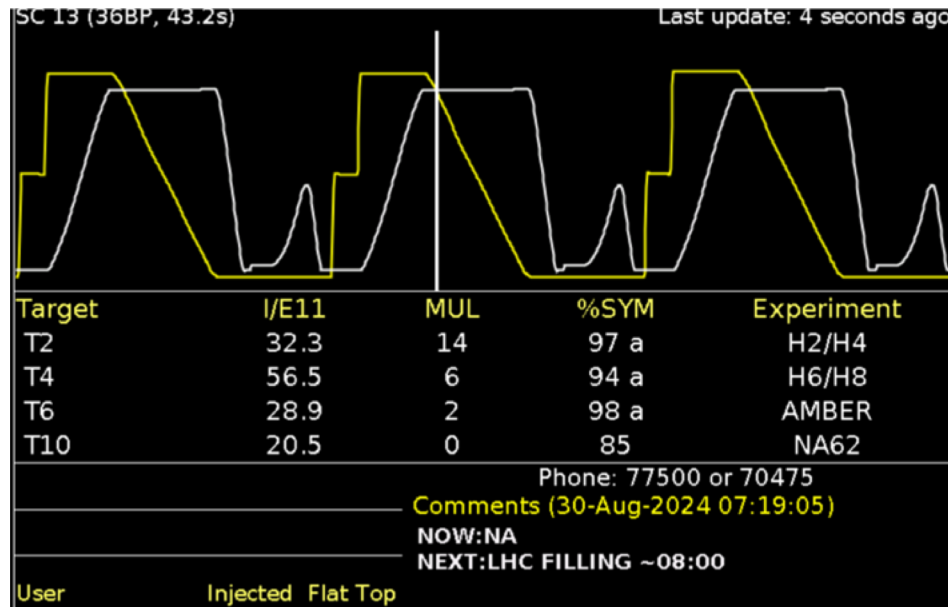 SC 13 (36BP, 43.2s) Last update: 4 seconds ago
Target I/E11 MUL %SYM Experiment
T2 32.3 14 97 a H2/H4
T4 56.5 6 94 a H6/H8
T6 28.9 2 98 a AMBER
T10 20.5 0 85 NA62
Phone: 77500 or 70475
Comments (30-Aug-2024 07:19:05)
NOW:NA
NEXT:LHC FILLING ~08:00
User Injected Flat Top